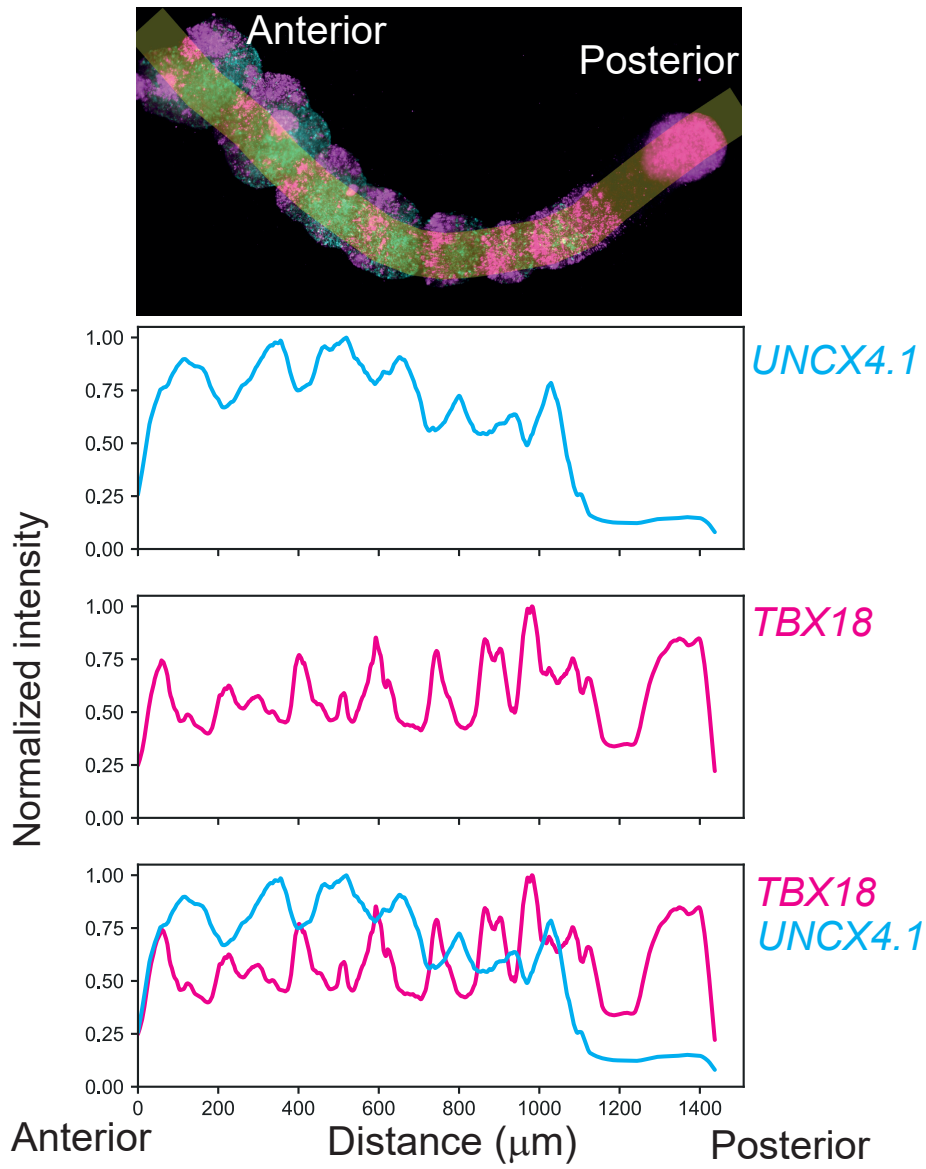 Anterior
Posterior
1.00
0.75
0.50
0.25
0.00
UNCX4.1
1.00
0.75
0.50
0.25
0.00
TBX18
Normalized intensity
1.00
0.75
0.50
0.25
0.00
TBX18
UNCX4.1
0 200 400 600 800 1000 1200 1400
Anterior Distance (μm) Posterior